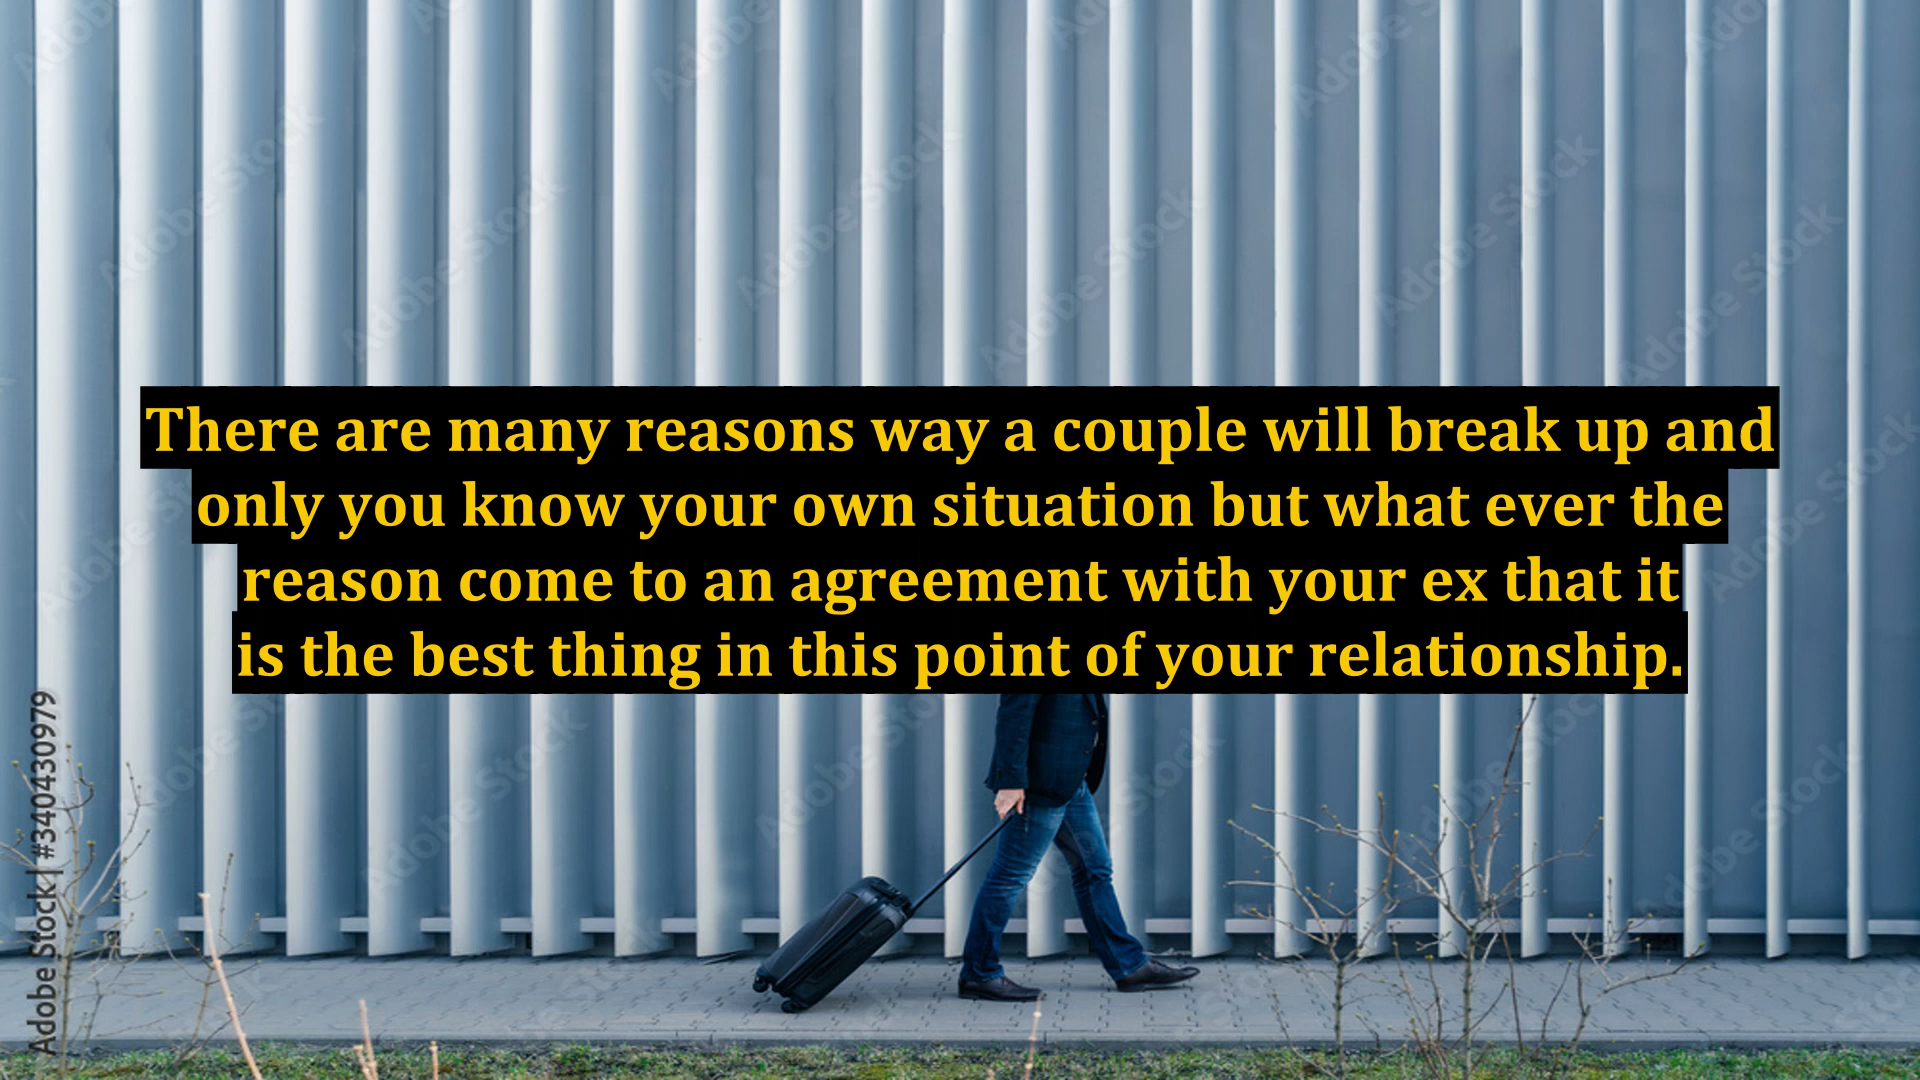 There are many reasons way a couple will break up and
only you know your own situation but what ever the
reason come to an agreement with your ex that it
is the best thing in this point of your relationship.
Adobe Stock | #340430979
Adobe Stock